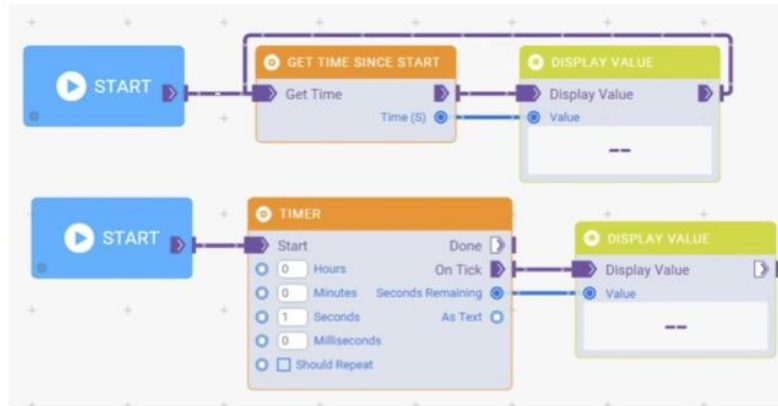 START
GET TIME SINCE START
Get Time
Time (S)
DISPLAY VALUE
Display Value
Value
--
START
TIMER
Start
Done
0 Hours
On Tick
0 Minutes
Seconds Remaining
1 Seconds
As Text
0 Milliseconds
Should Repeat
DISPLAY VALUE
Display Value
Value
--